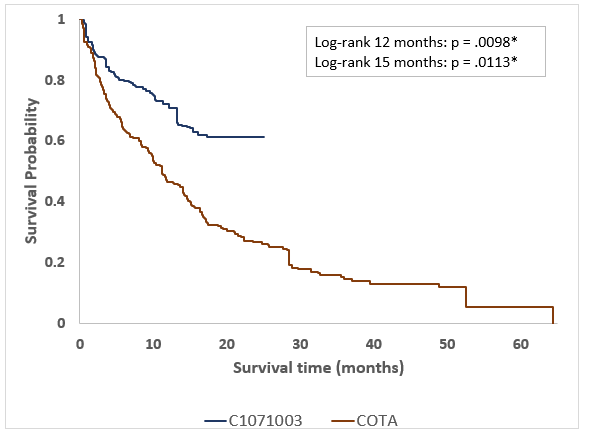 Log-rank 12 months: p = .0098*
Log-rank 15 months: p = .0113*
Survival Probability
1
0.8
0.6
0.4
0.2
0
0 10 20 30 40 50 60
Survival time (months)
C1071003 COTA